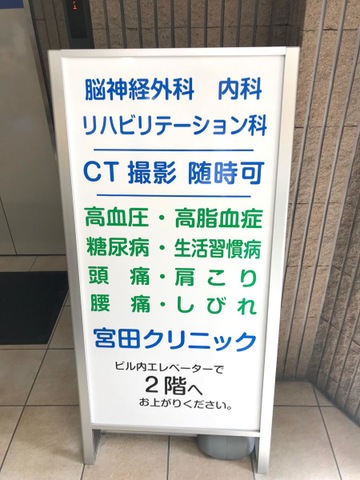 脳神経外科　内科
リハビリテーション科
CT撮影 随時可
高血圧・高脂血症
糖尿病・生活習慣病
頭　痛・肩こり
腰　痛・しびれ
宮田クリニック
ビル内エレベーターで
2階へ
お上がりください。